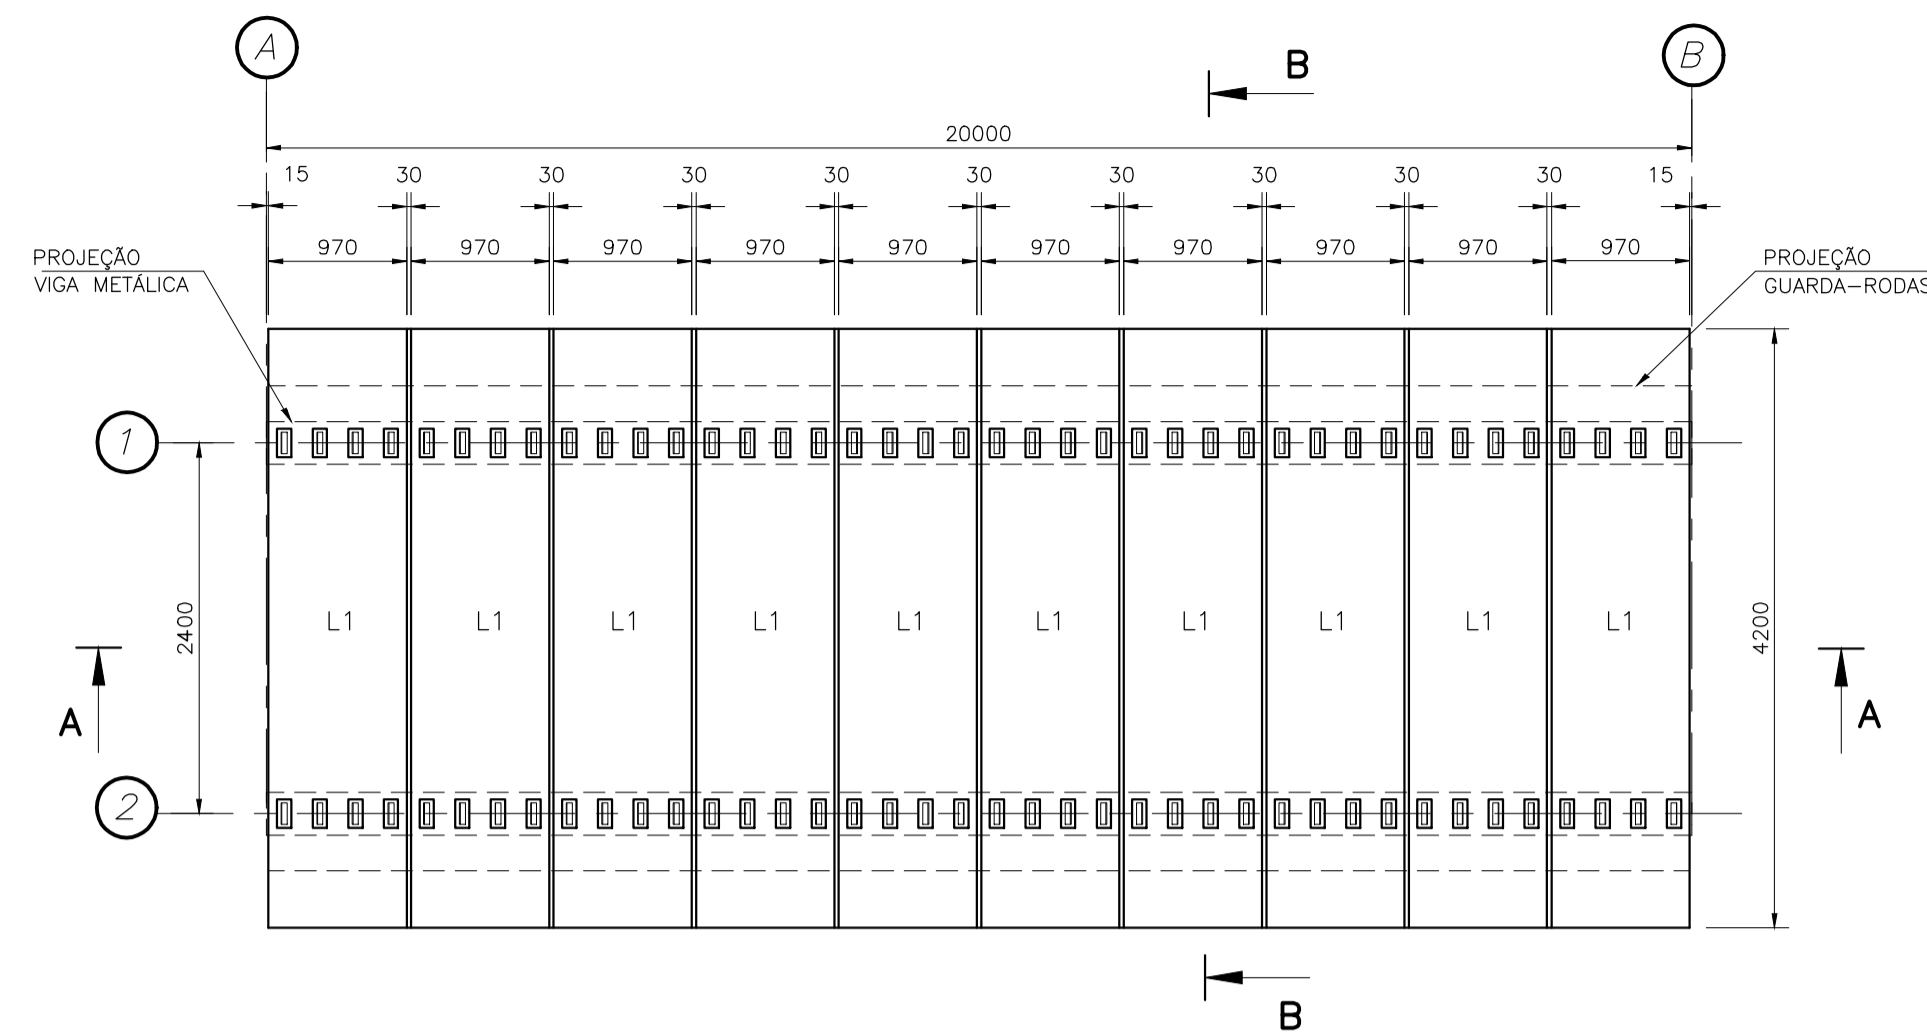 A
B
B
20000
15 30 30 30 30 30 30 30 30 30 15
970 970 970 970 970 970 970 970 970 970
PROJEÇÃO
VIGA METÁLICA
PROJEÇÃO
GUARDA-RODAS
1
2400
L1 L1 L1 L1 L1 L1 L1 L1 L1 L1
4200
A
A
2
B